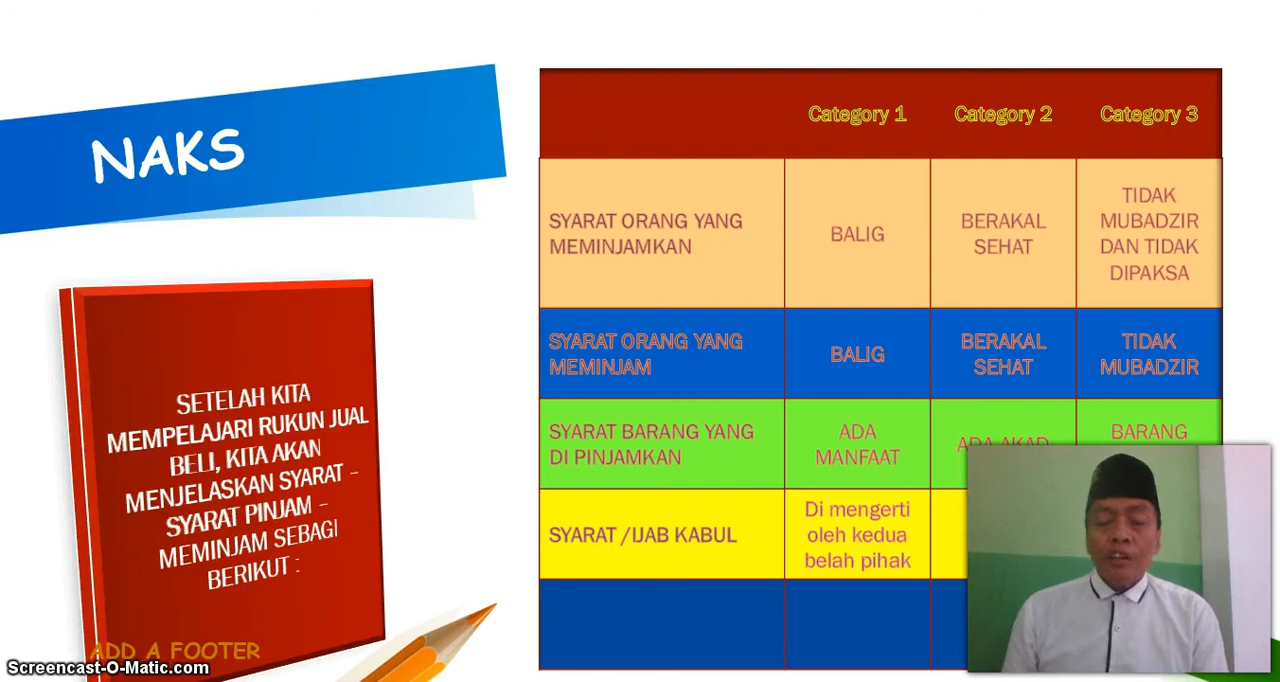 NAKS
SETELAH KITA
MEMPELAJARI RUKUN JUAL
BELI, KITA AKAN
MENJELASKAN SYARAT –
SYARAT PINJAM –
MEMINJAM SEBAGI
BERIKUT :
ADD A FOOTER
Category 1 Category 2 Category 3
SYARAT ORANG YANG
MEMINJAMKAN
BALIG
BERAKAL
SEHAT
TIDAK
MUBADZIR
DAN TIDAK
DIPAKSA
SYARAT ORANG YANG
MEMINJAM
BALIG
BERAKAL
SEHAT
TIDAK
MUBADZIR
SYARAT BARANG YANG
DI PINJAMKAN
ADA
MANFAAT
ADA AKAD
BARANG
SYARAT /IJAB KABUL
Di mengerti
oleh kedua
belah pihak
Screencast-O-Matic.com